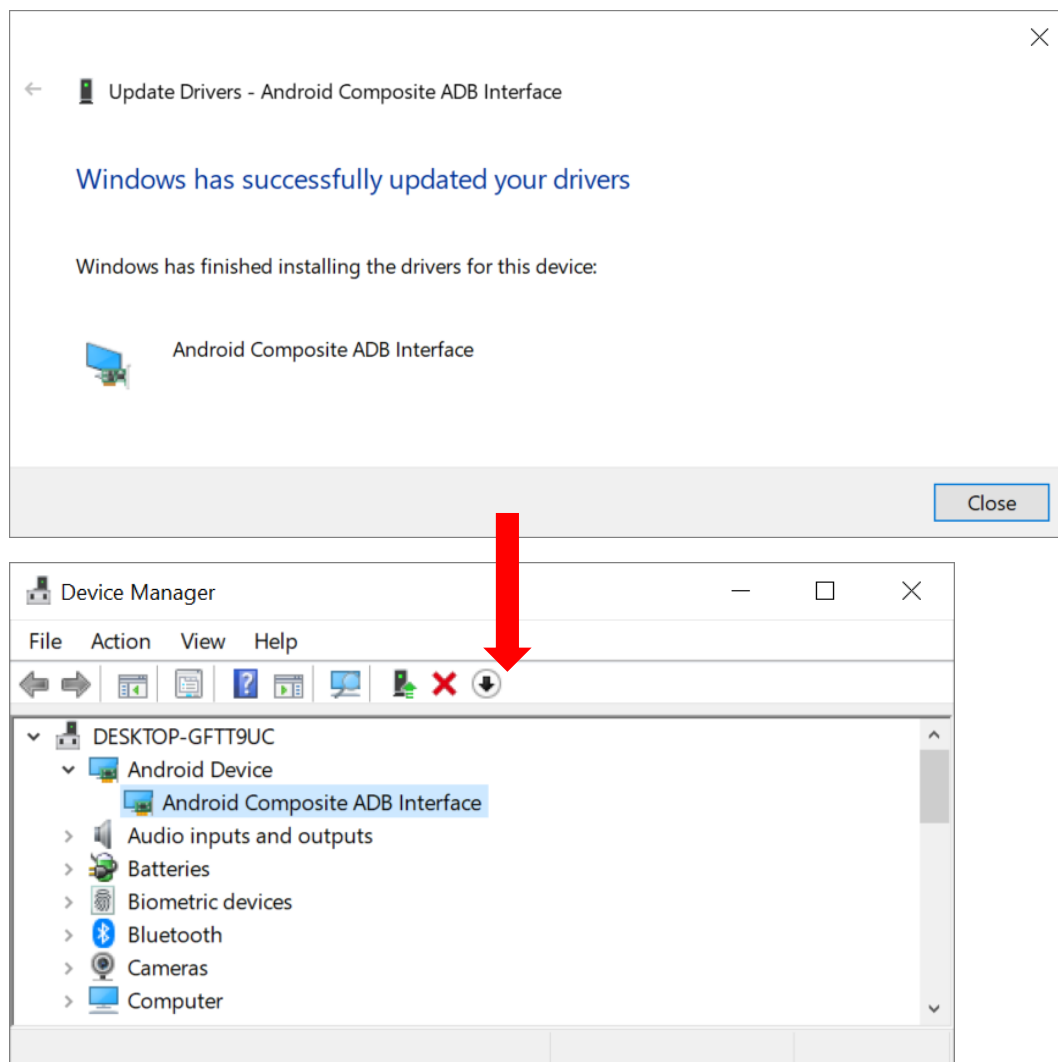 Update Drivers - Android Composite ADB Interface
Windows has successfully updated your drivers
Windows has finished installing the drivers for this device:
Android Composite ADB Interface
Close
Device Manager
File Action View Help
DESKTOP-GFTT9UC
Android Device
Android Composite ADB Interface
Audio inputs and outputs
Batteries
Biometric devices
Bluetooth
Cameras
Computer